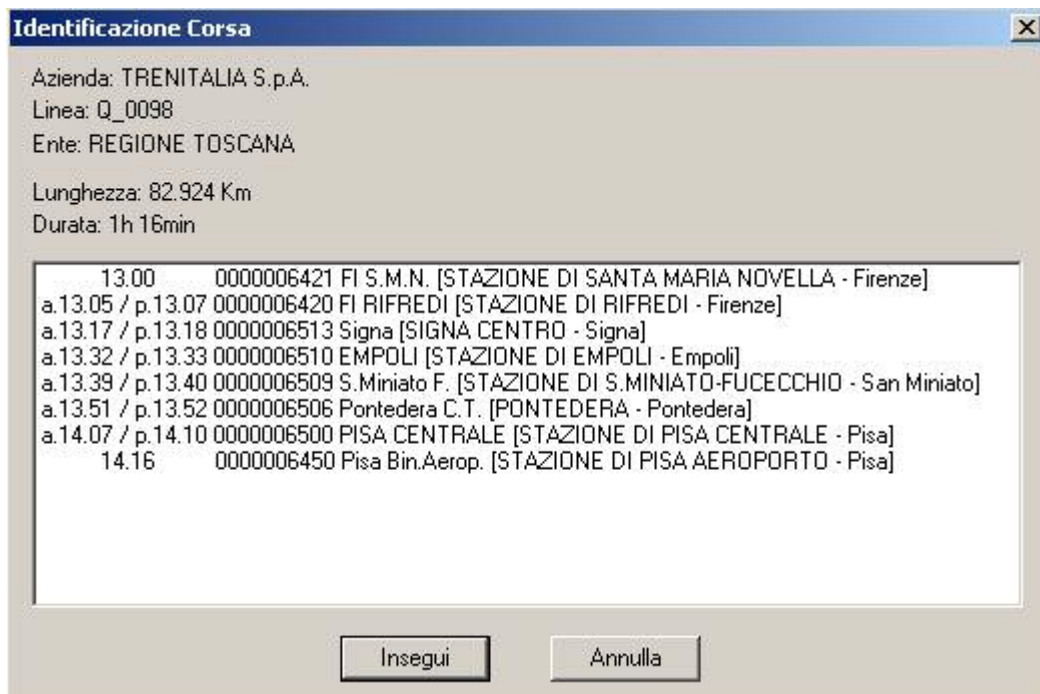 Identificazione Corsa
Azienda: TRENITALIA S.p.A.
Linea: Q_0098
Ente: REGIONE TOSCANA
Lunghezza: 82.924 Km
Durata: 1h 16min
13.00 0000006421 FI S.M.N. [STAZIONE DI SANTA MARIA NOVELLA - Firenze]
a.13.05 / p.13.07 0000006420 FI RIFREDI [STAZIONE DI RIFREDI - Firenze]
a.13.17 / p.13.18 0000006513 Signa [SIGNA CENTRO - Signa]
a.13.32 / p.13.33 0000006510 EMPOLI [STAZIONE DI EMPOLI - Empoli]
a.13.39 / p.13.40 0000006509 S.Miniato F. [STAZIONE DI S.MINIATO-FUCECCHIO - San Miniato]
a.13.51 / p.13.52 0000006506 Pontedera C.T. [PONTEDERA - Pontedera]
a.14.07 / p.14.10 0000006500 PISA CENTRALE [STAZIONE DI PISA CENTRALE - Pisa]
14.16 0000006450 Pisa Bin.Aerop. [STAZIONE DI PISA AEROPORTO - Pisa]
Insegui Annulla